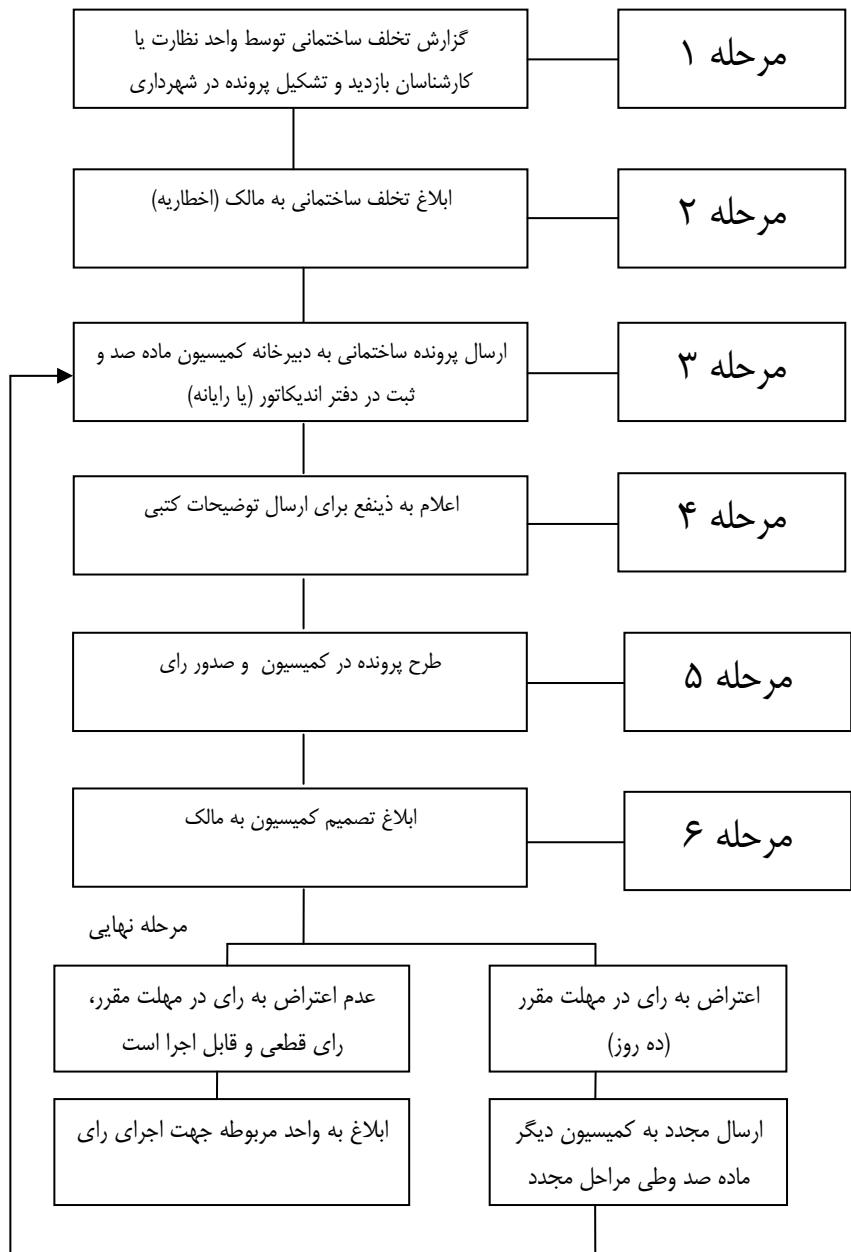 مرحله ۱
گزارش تخلف ساختمانی توسط واحد نظارت یا
کارشناسان بازدید و تشکیل پرونده در شهرداری
مرحله ۲
ابلاغ تخلف ساختمانی به مالک (اخطاریه)
مرحله ۳
ارسال پرونده ساختمانی به دبیرخانه کمیسیون ماده صد و
ثبت در دفتر اندیکاتور (یا رایانه)
مرحله ۴
اعلام به ذینفع برای ارسال توضیحات کتبی
مرحله ۵
طرح پرونده در کمیسیون و صدور رای
مرحله ۶
ابلاغ تصمیم کمیسیون به مالک
مرحله نهایی
اعتراض به رای در مهلت مقرر
(ده روز)
عدم اعتراض به رای در مهلت مقرر،
رای قطعی و قابل اجرا است
ارسال مجدد به کمیسیون دیگر
ماده صد وطی مراحل مجدد
ابلاغ به واحد مربوطه جهت اجرای رای